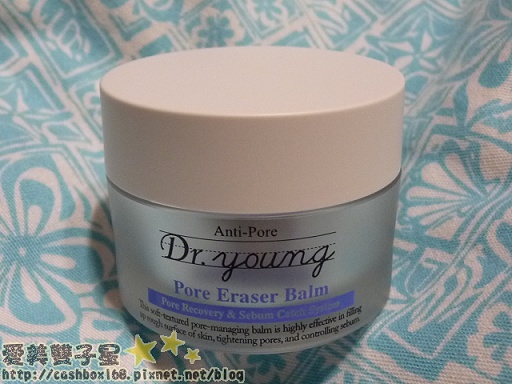 Anti-Pore
Dr. young
Pore Eraser Balm
Pore Recovery & Sebum Catch System
This soft-textured pore-managing balm is highly effective in filling
up rough surface of skin, tightening pores, and controlling sebum.
愛美雙子星
http://cashbox168.pixnet.net/blog